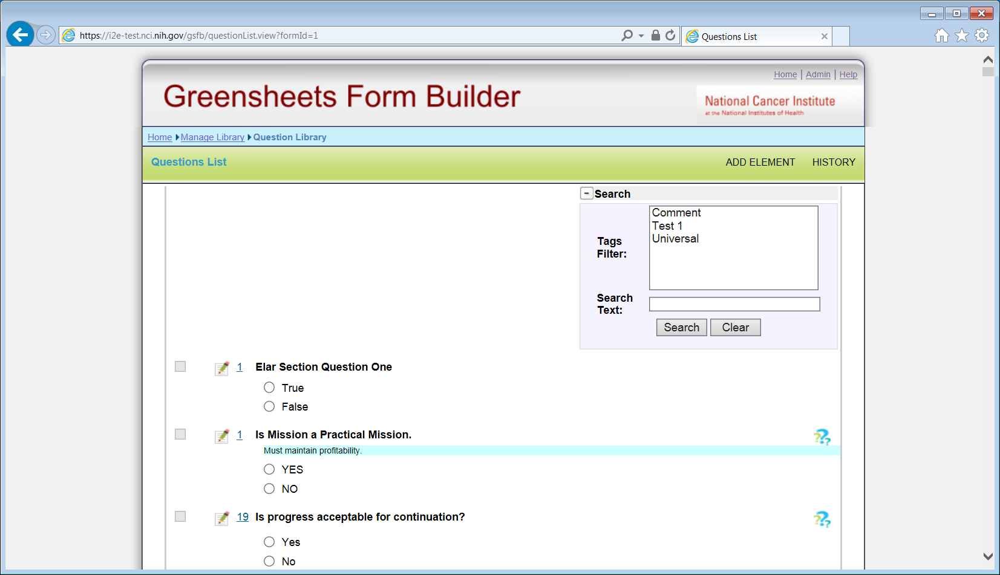 https://i2e-test.nci.nih.gov/gsfb/questionList.view?formId=1
Questions List
Home | Admin | Help
Greensheets Form Builder
National Cancer Institute
at the National Institutes of Health
Home Manage Library Question Library
Questions List
ADD ELEMENT HISTORY
- Search
Comment
Test 1
Universal
Tags
Filter:
Search
Text:
Search Clear
1 Elar Section Question One
True
False
1 Is Mission a Practical Mission.
Must maintain profitability.
YES
NO
19 Is progress acceptable for continuation?
Yes
No